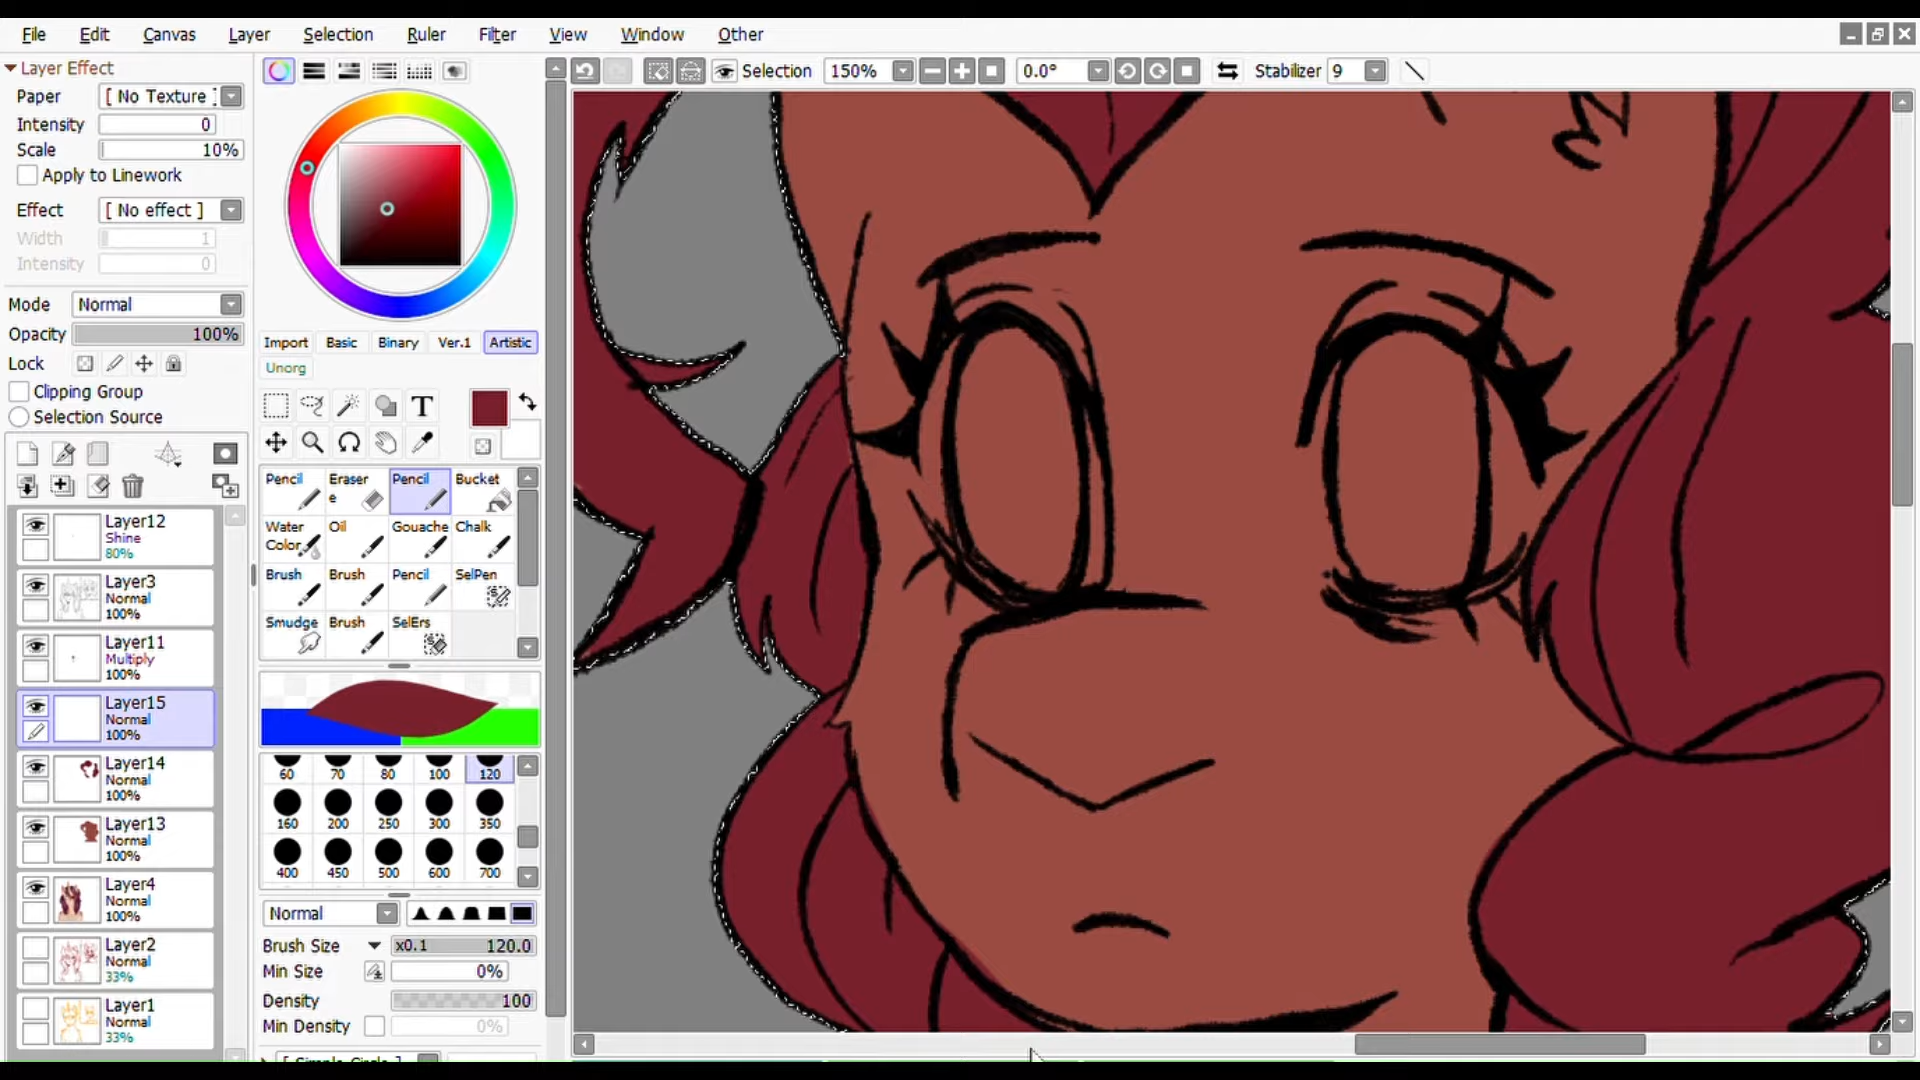 File Edit Canvas Layer Selection Ruler Filter View Window Other
Layer Effect
Paper [ No Texture ]
Intensity 0
Scale 10%
Apply to Linework
Effect [ No effect ]
Width 1
Intensity 0
Mode Normal
Opacity 100%
Lock
Clipping Group
Selection Source
Layer12
Shine
80%
Layer3
Normal
100%
Layer11
Multiply
100%
Layer15
Normal
100%
Layer14
Normal
100%
Layer13
Normal
100%
Layer4
Normal
100%
Layer2
Normal
33%
Layer1
Normal
33%
Import Basic Binary Ver.1 Artistic
Unorg
T
Pencil Eraser e Pencil Bucket
Water Color Oil Gouache Chalk
Brush Brush Pencil SelPen
Smudge Brush SelErs
60 70 80 100 120
160 200 250 300 350
400 450 500 600 700
Normal
Brush Size x0.1 120.0
Min Size 0%
Density 100
Min Density 0%
[ Simple Circle ]
Selection 150% 0.0° Stabilizer 9